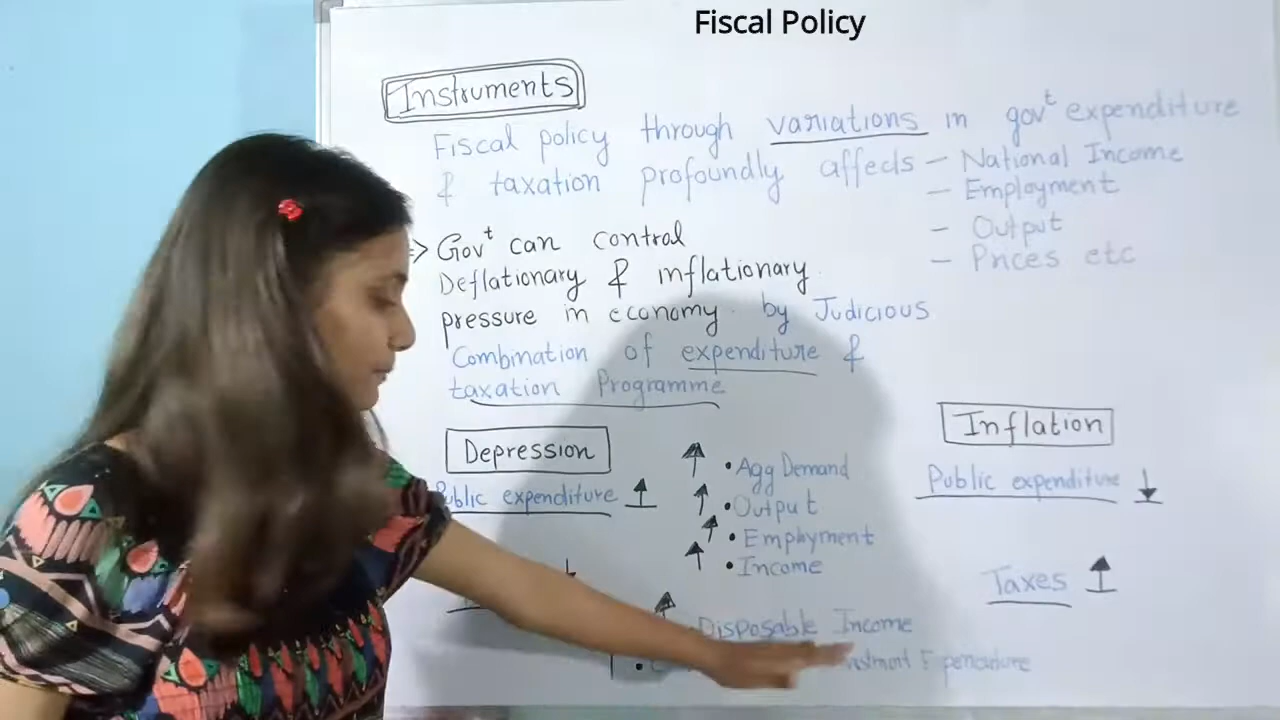 Fiscal Policy
Instruments
Fiscal policy through variations in govt expenditure
& taxation profoundly affects – National Income
– Employment
– Output
– Prices etc
=> Govt can control
Deflationary & inflationary
pressure in economy by Judicious
Combination of expenditure &
taxation Programme
Depression
Public expenditure ↑
↑ • Agg Demand
↑ • Output
↑ • Employment
↑ • Income
↓
↑ Disposable Income
• Expenditure
Inflation
Public expenditure ↓
Taxes ↑